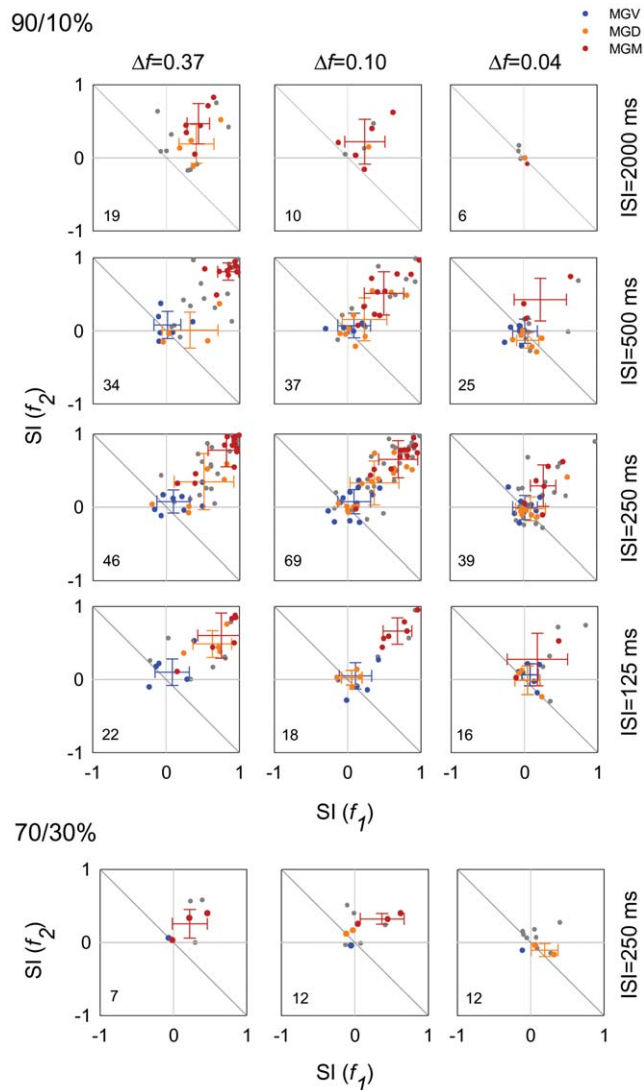 90/10%
MGV
MGD
MGM
Δf=0.37 Δf=0.10 Δf=0.04
1
0
-1
19
10
6
ISI=2000 ms
1
0
-1
34
37
25
ISI=500 ms
SI (f2)
1
0
-1
46
69
39
ISI=250 ms
1
0
-1
22
18
16
ISI=125 ms
-1 0 1 -1 0 1 -1 0 1
SI (f1)
70/30%
1
0
-1
SI (f2)
7
12
12
ISI=250 ms
-1 0 1 -1 0 1 -1 0 1
SI (f1)